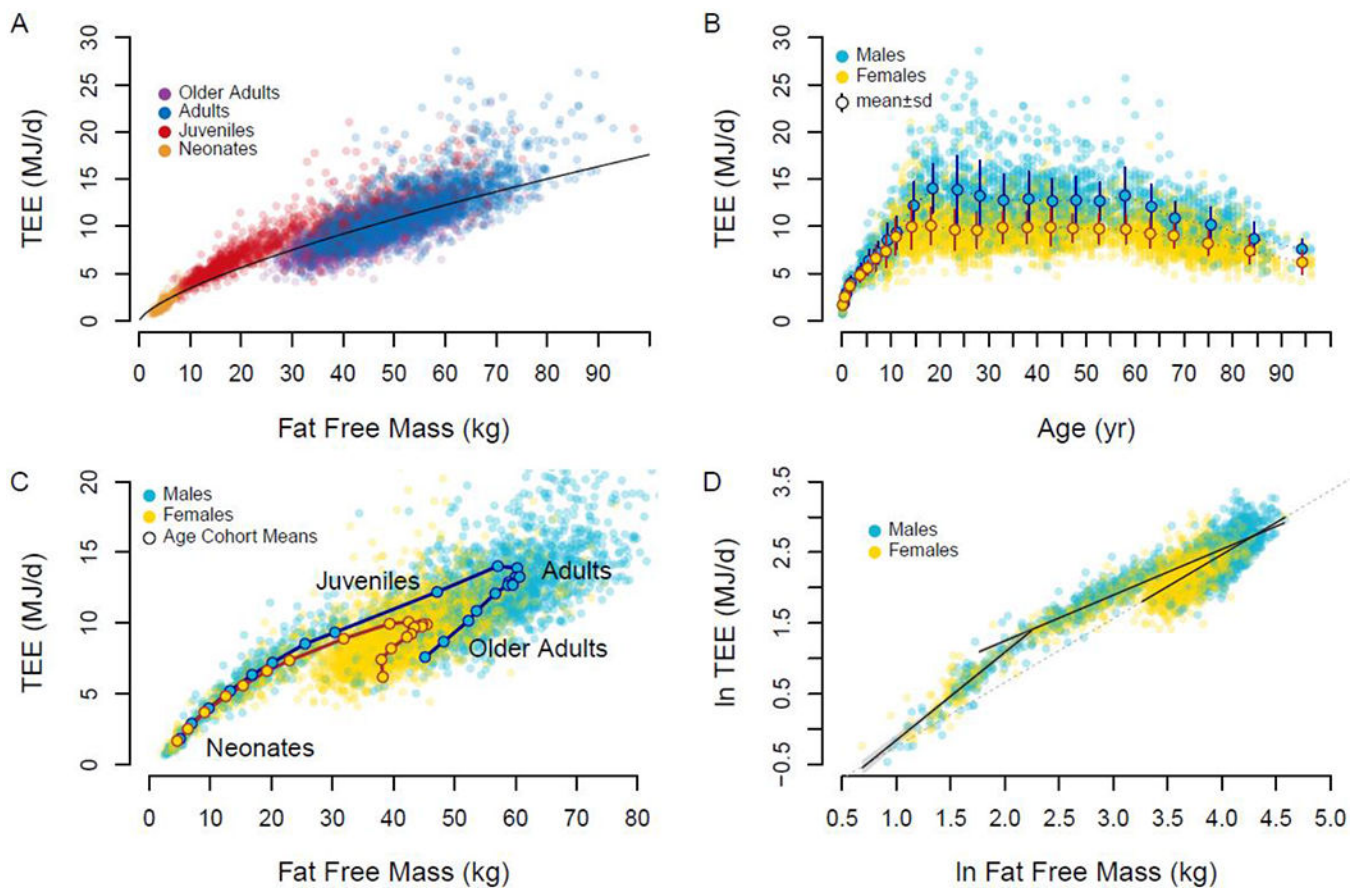 A
TEE (MJ/d)
30
25
20
15
10
5
0
Older Adults
Adults
Juveniles
Neonates
0 10 20 30 40 50 60 70 80 90
Fat Free Mass (kg)
B
TEE (MJ/d)
30
25
20
15
10
5
0
Males
Females
mean±sd
0 10 20 30 40 50 60 70 80 90
Age (yr)
C
TEE (MJ/d)
20
15
10
5
0
Males
Females
Age Cohort Means
Juveniles
Adults
Older Adults
Neonates
0 10 20 30 40 50 60 70 80
Fat Free Mass (kg)
D
ln TEE (MJ/d)
3.5
2.5
1.5
0.5
−0.5
Males
Females
0.5 1.0 1.5 2.0 2.5 3.0 3.5 4.0 4.5 5.0
ln Fat Free Mass (kg)